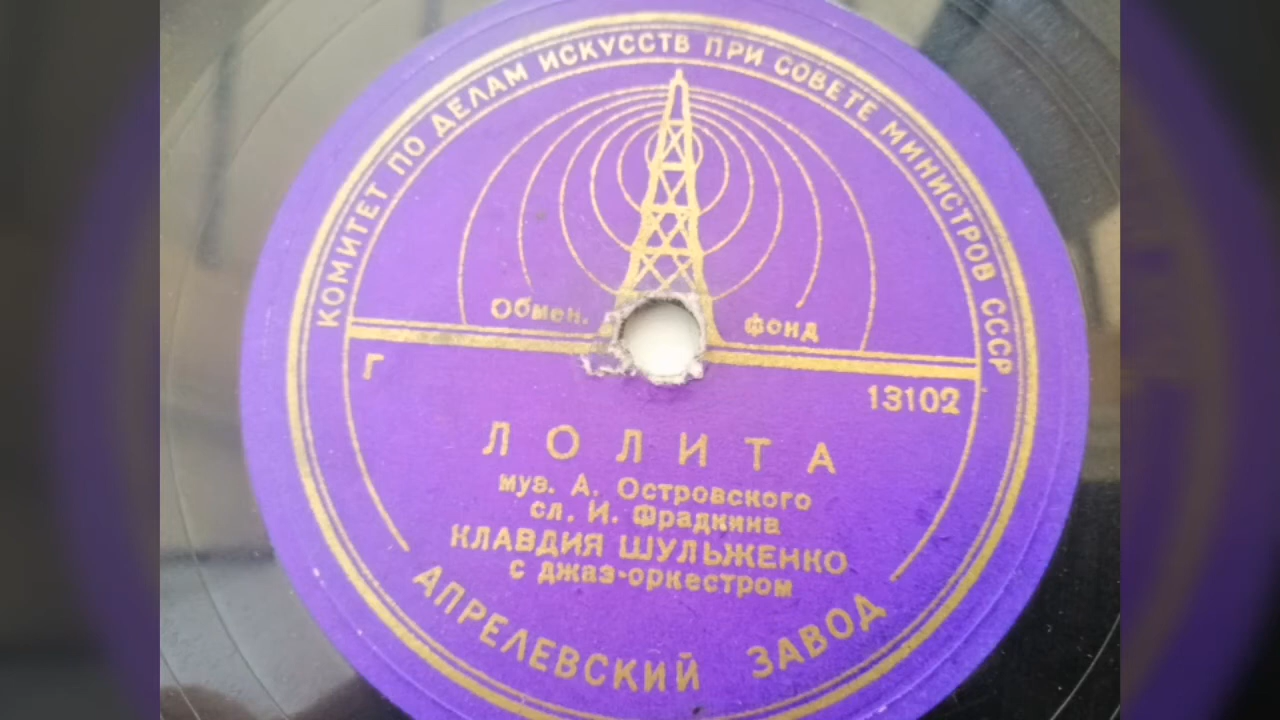 КОМИТЕТ ПО ДЕЛАМ ИСКУССТВ ПРИ СОВЕТЕ МИНИСТРОВ СССР
Обмен. фонд
Г 13102
ЛОЛИТА
муз. А. Островского
сл. И. Фрадкина
КЛАВДИЯ ШУЛЬЖЕНКО
с джаз-оркестром
АПРЕЛЕВСКИЙ ЗАВОД